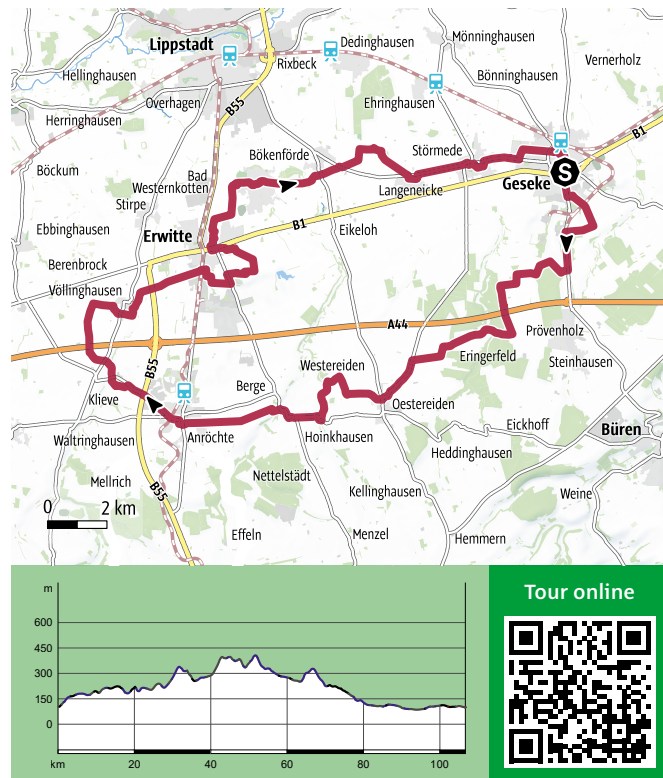 Mönninghausen
Lippstadt
Dedinghausen
Rixbeck
Vernerholz
Hellinghausen
Bönninghausen
Overhagen
B55
Ehringhausen
Herringhausen
B1
Bökenförde
Störmede
Böckum
Bad
Westernkotten
Langeneicke
Geseke
S
Stirpe
B1
Ebbinghausen
Erwitte
Eikeloh
Berenbrock
Völlinghausen
A44
Prövenholz
Eringerfeld
Steinhausen
B55
Westereiden
Berge
Klieve
Oestereiden
Eickhoff
Büren
Waltringhausen
Anröchte
Hoinkhausen
Heddinghausen
Mellrich
B55
Nettelstädt
Kellinghausen
Weine
0 2 km
Effeln
Menzel
Hemmern
m
600
450
300
150
0
km 20 40 60 80 100
Tour online